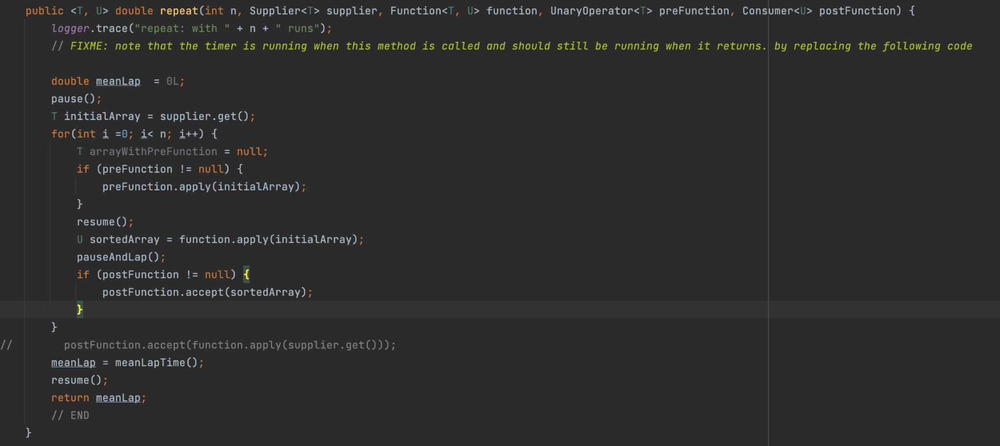 public <T, U> double repeat(int n, Supplier<T> supplier, Function<T, U> function, UnaryOperator<T> preFunction, Consumer<U> postFunction) {
    logger.trace("repeat: with " + n + " runs");
    // FIXME: note that the timer is running when this method is called and should still be running when it returns. by replacing the following code
    double meanLap  = 0L;
    pause();
    T initialArray = supplier.get();
    for(int i =0; i< n; i++) {
        T arrayWithPreFunction = null;
        if (preFunction != null) {
            preFunction.apply(initialArray);
        }
        resume();
        U sortedArray = function.apply(initialArray);
        pauseAndLap();
        if (postFunction != null) {
            postFunction.accept(sortedArray);
        }
    }
//        postFunction.accept(function.apply(supplier.get()));
    meanLap = meanLapTime();
    resume();
    return meanLap;
    // END
}